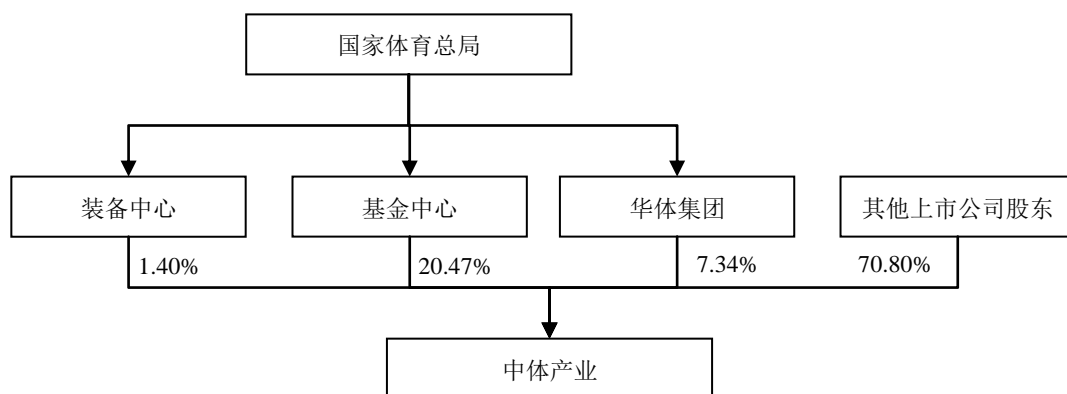 国家体育总局
装备中心
基金中心
华体集团
其他上市公司股东
1.40%
20.47%
7.34%
70.80%
中体产业